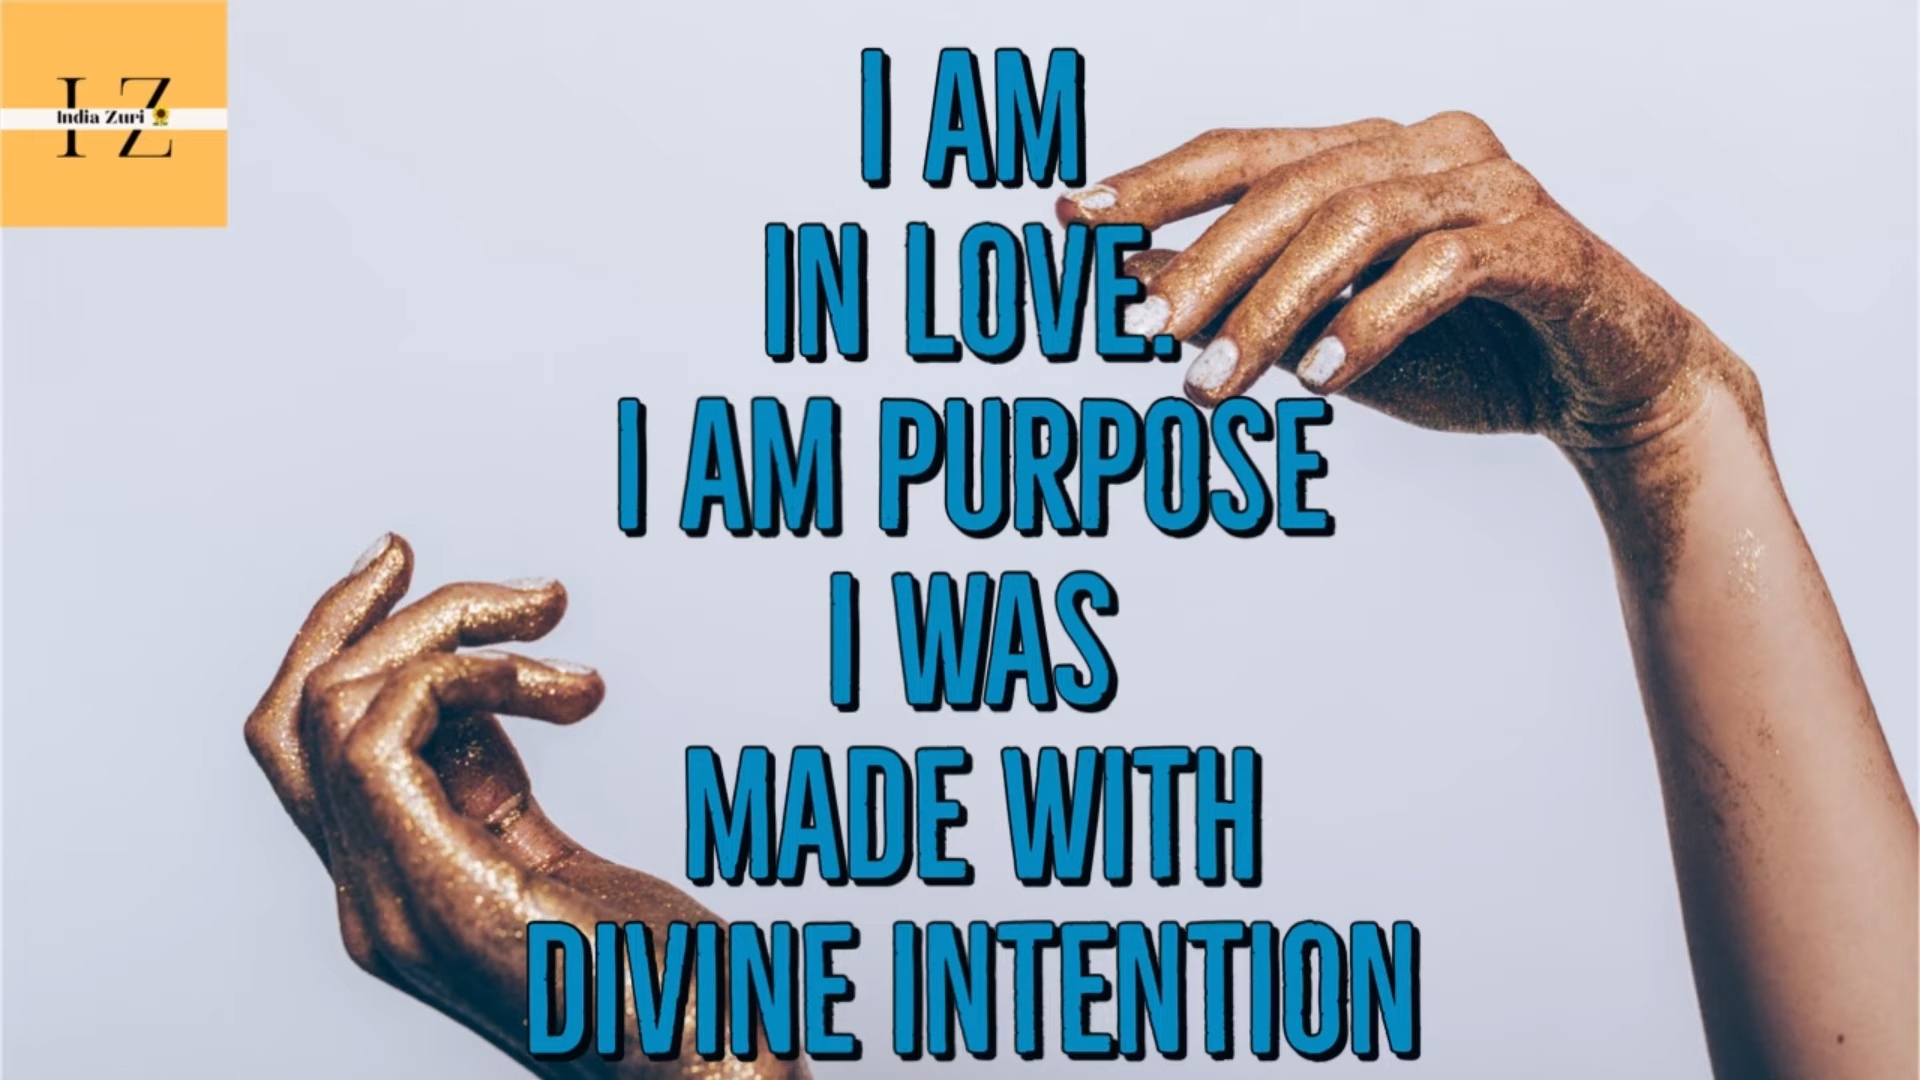 I Z
India Zuri
I AM
IN LOVE.
I AM PURPOSE
I WAS
MADE WITH
DIVINE INTENTION